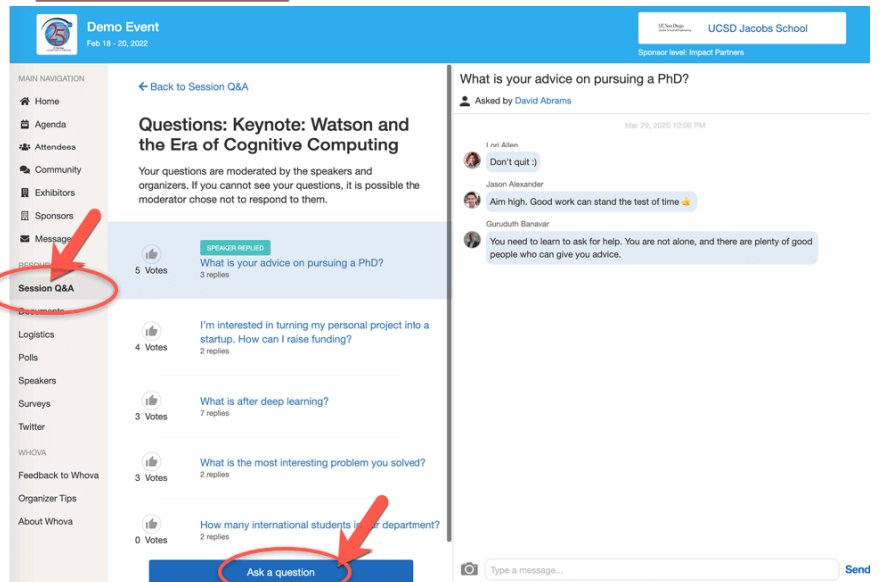 25
Demo Event
Feb 18 - 20, 2022
UC San Diego
UCSD Jacobs School
Sponsor level: Impact Partners
MAIN NAVIGATION
Home
Agenda
Attendees
Community
Exhibitors
Sponsors
Message
Session Q&A
Documents
Logistics
Polls
Speakers
Surveys
Twitter
WHOVA
Feedback to Whova
Organizer Tips
About Whova
← Back to Session Q&A
Questions: Keynote: Watson and
the Era of Cognitive Computing
Your questions are moderated by the speakers and
organizers. If you cannot see your questions, it is possible the
moderator chose not to respond to them.
SPEAKER REPLIED
5 Votes
What is your advice on pursuing a PhD?
3 replies
4 Votes
I'm interested in turning my personal project into a
startup. How can I raise funding?
2 replies
3 Votes
What is after deep learning?
7 replies
3 Votes
What is the most interesting problem you solved?
2 replies
0 Votes
How many international students in department?
2 replies
Ask a question
What is your advice on pursuing a PhD?
Asked by David Abrams
Mar 29, 2020 10:06 PM
Lori Allen
Don't quit :)
Jason Alexander
Aim high. Good work can stand the test of time 👍
Guruduth Banavar
You need to learn to ask for help. You are not alone, and there are plenty of good
people who can give you advice.
Type a message...
Send